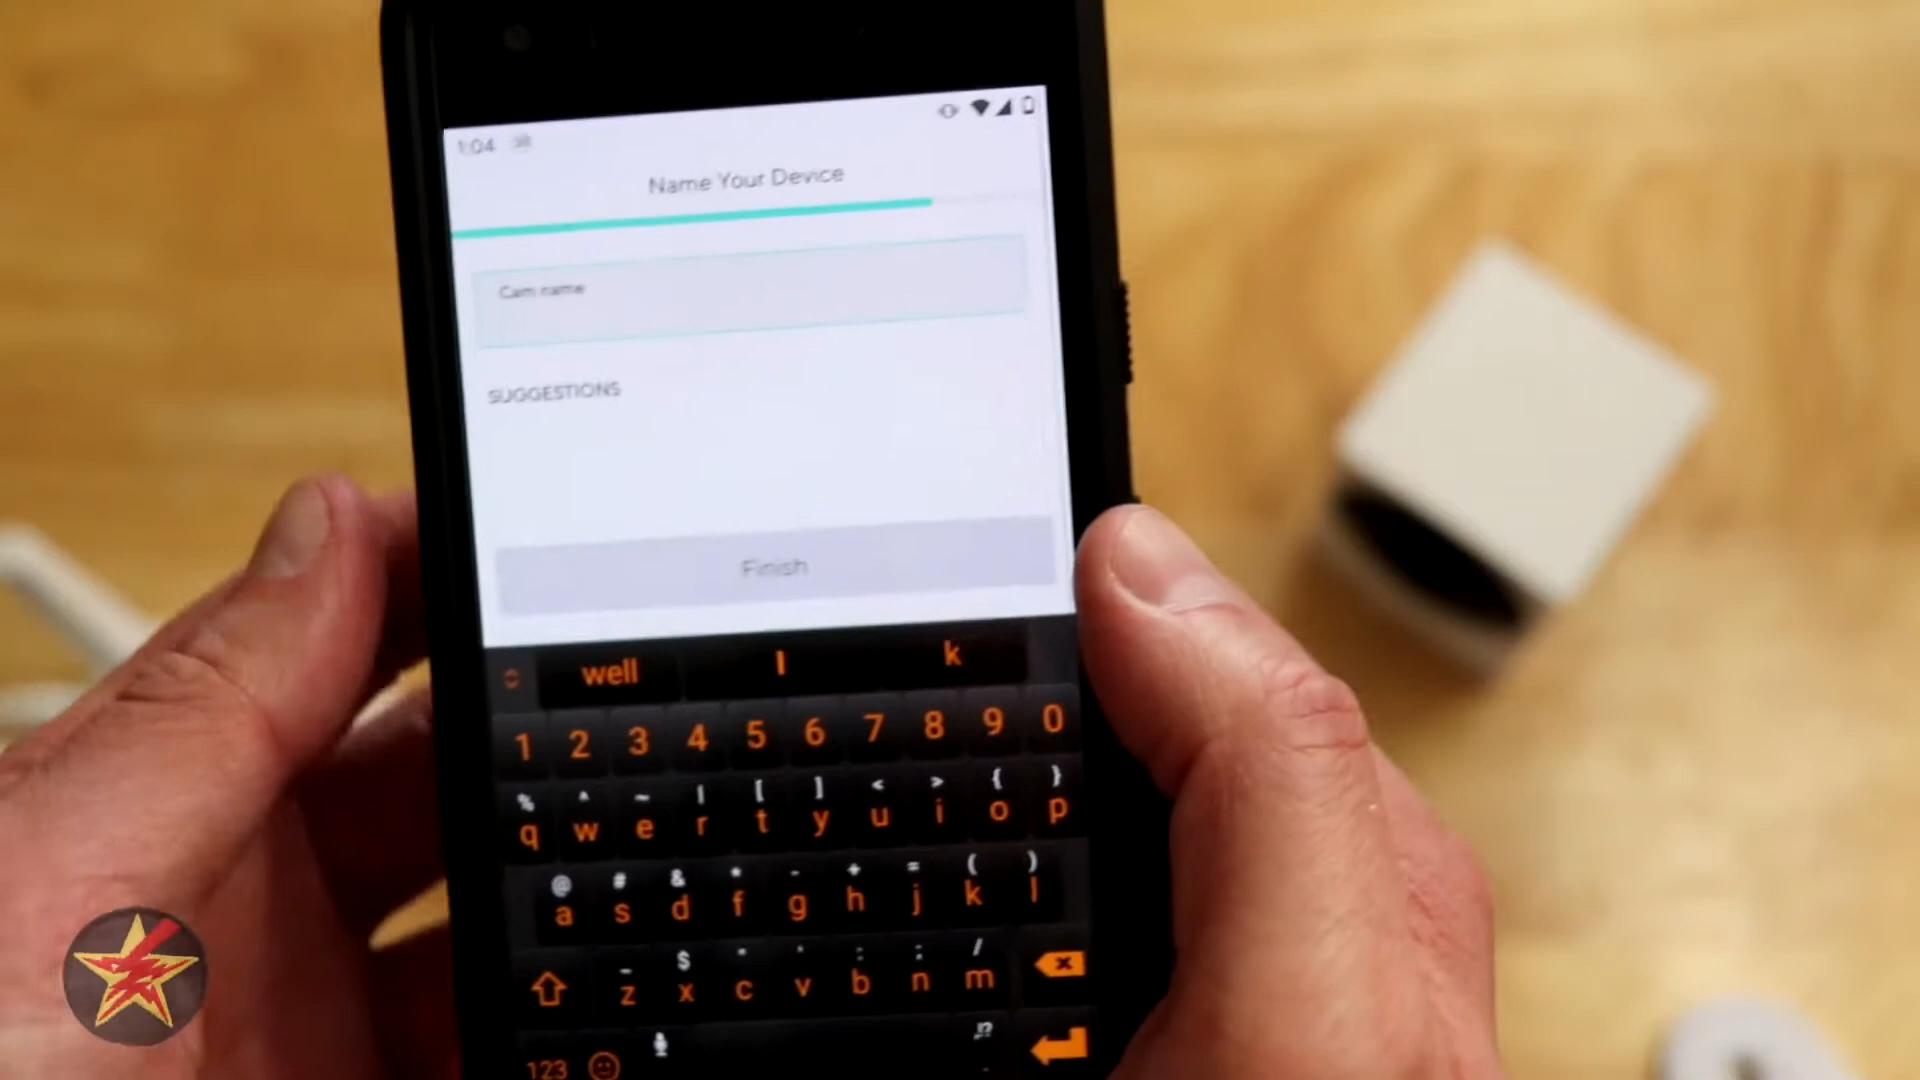 1:04
Name Your Device
Cam name
SUGGESTIONS
Finish
well l k
1 2 3 4 5 6 7 8 9 0
% ^ ~ | [ ] < > { }
q w e r t y u i o p
@ # & * - + = ( )
a s d f g h j k l
_ $ " ' : ; /
z x c v b n m
,!?
123 .